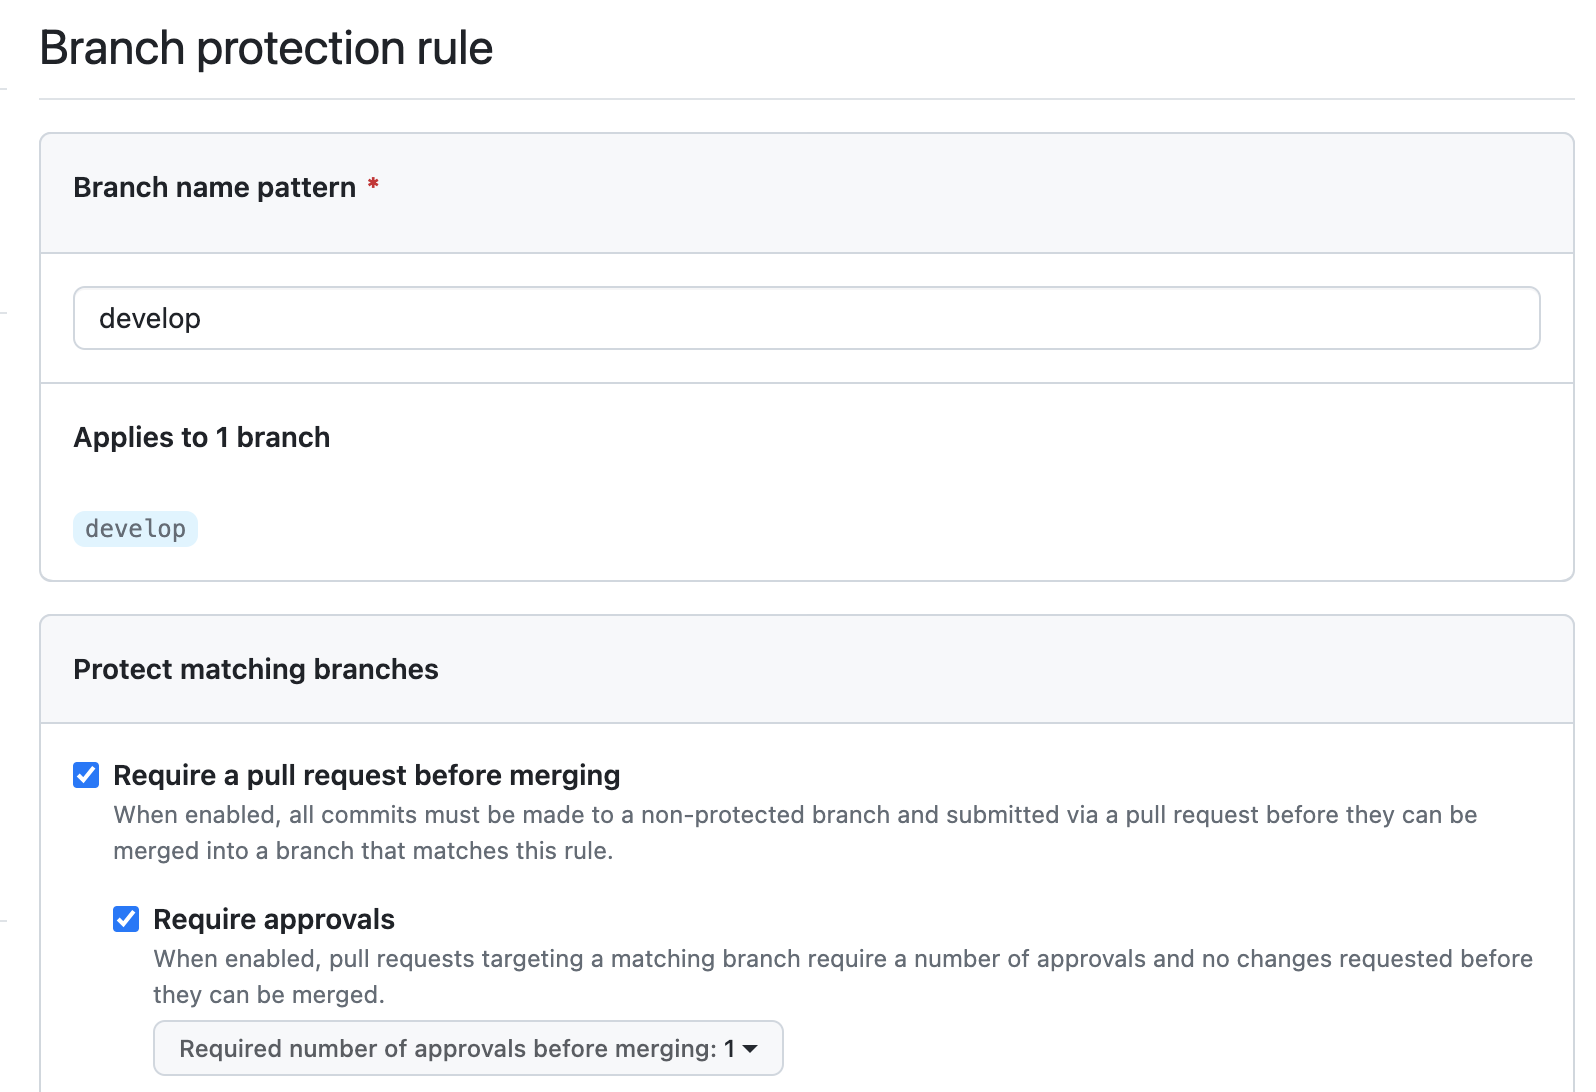 Branch protection rule
Branch name pattern *
develop
Applies to 1 branch
develop
Protect matching branches
Require a pull request before merging
When enabled, all commits must be made to a non-protected branch and submitted via a pull request before they can be
merged into a branch that matches this rule.
Require approvals
When enabled, pull requests targeting a matching branch require a number of approvals and no changes requested before
they can be merged.
Required number of approvals before merging: 1